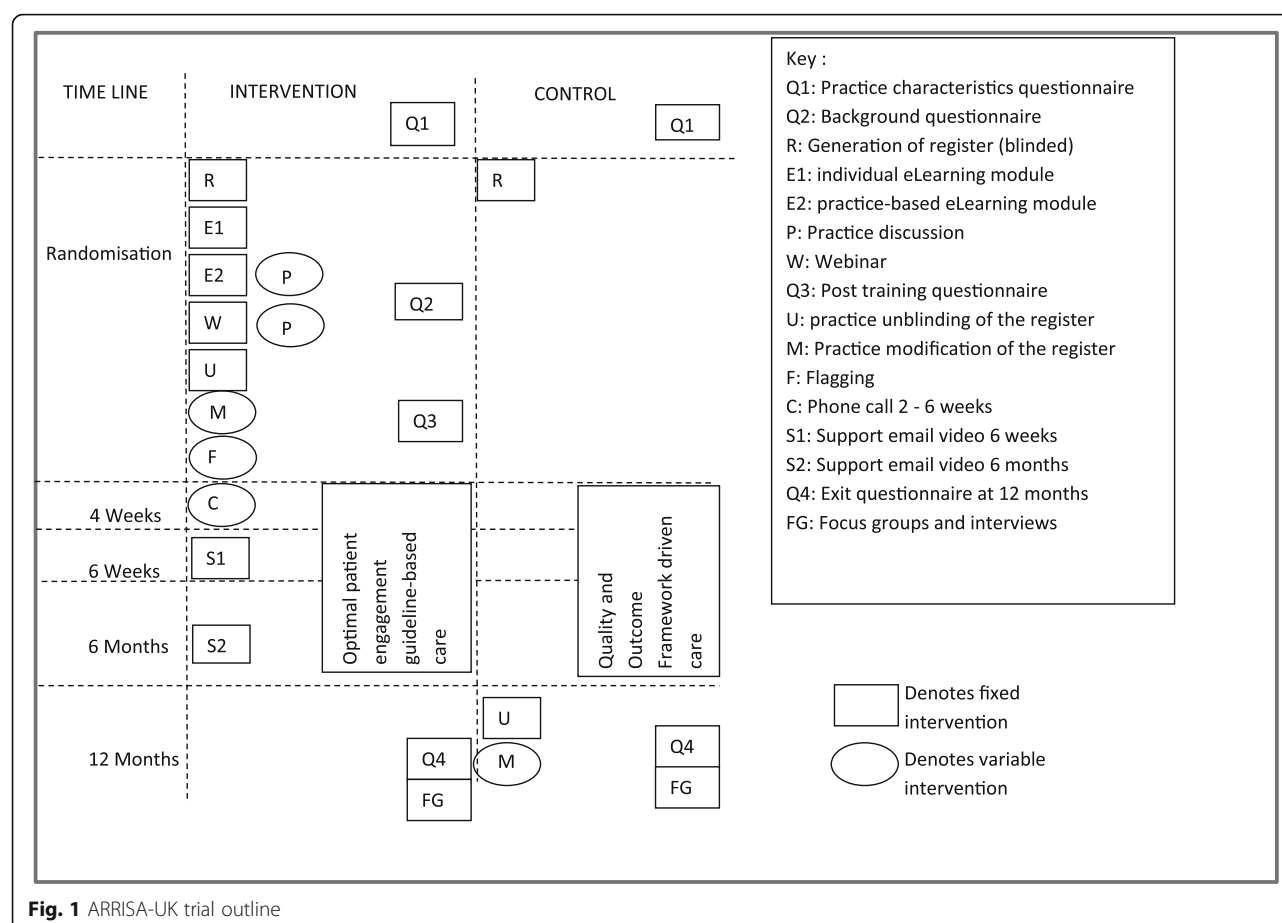 TIME LINE
INTERVENTION
CONTROL
Q1
Q1
Randomisation
R
E1
E2
P
W
P
U
M
F
Q2
Q3
R
4 Weeks
C
6 Weeks
S1
6 Months
S2
Optimal patient
engagement
guideline-based
care
Quality and
Outcome
Framework driven
care
12 Months
Q4
FG
U
M
Q4
FG
Key :
Q1: Practice characteristics questionnaire
Q2: Background questionnaire
R: Generation of register (blinded)
E1: individual eLearning module
E2: practice-based eLearning module
P: Practice discussion
W: Webinar
Q3: Post training questionnaire
U: practice unblinding of the register
M: Practice modification of the register
F: Flagging
C: Phone call 2 - 6 weeks
S1: Support email video 6 weeks
S2: Support email video 6 months
Q4: Exit questionnaire at 12 months
FG: Focus groups and interviews
Denotes fixed
intervention
Denotes variable
intervention
Fig. 1 ARRISA-UK trial outline